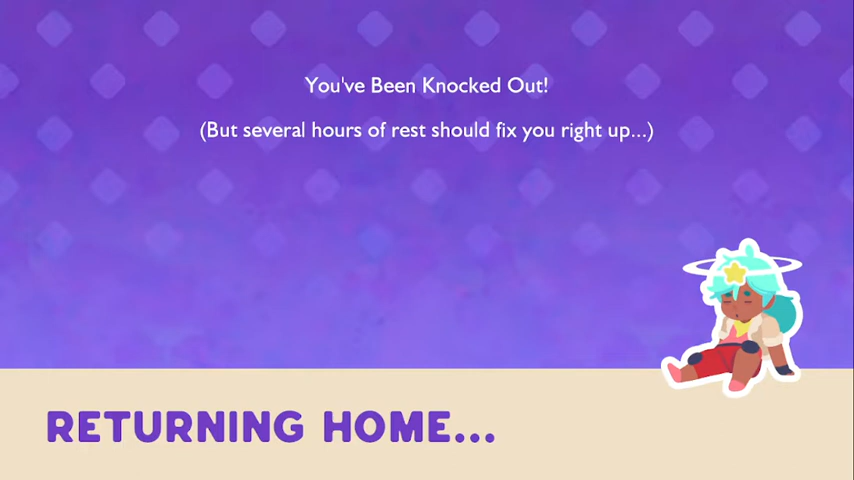 You've Been Knocked Out!
(But several hours of rest should fix you right up...)
RETURNING HOME...